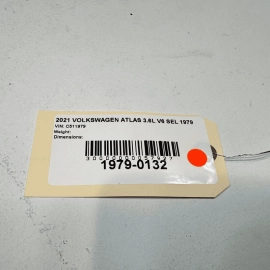 2021 VOLKSWAGEN ATLAS 3.6L V6 SEL 1979
VIN: C511979
Weight:
Dimensions:
1979-0132